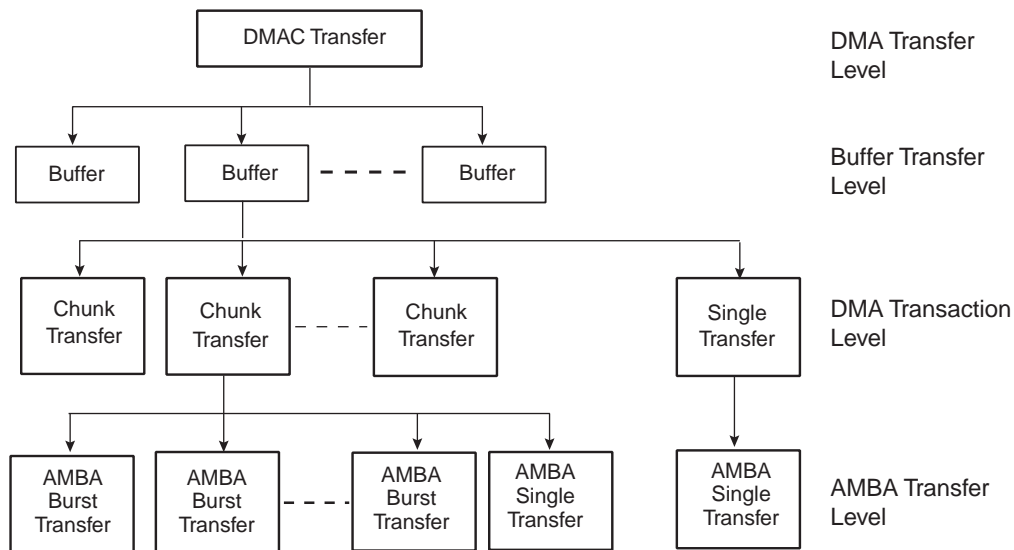 DMAC Transfer
DMA Transfer
Level
Buffer
Buffer
Buffer
Buffer Transfer
Level
Chunk
Transfer
Chunk
Transfer
Chunk
Transfer
Single
Transfer
DMA Transaction
Level
AMBA
Burst
Transfer
AMBA
Burst
Transfer
AMBA
Burst
Transfer
AMBA
Single
Transfer
AMBA
Single
Transfer
AMBA Transfer
Level